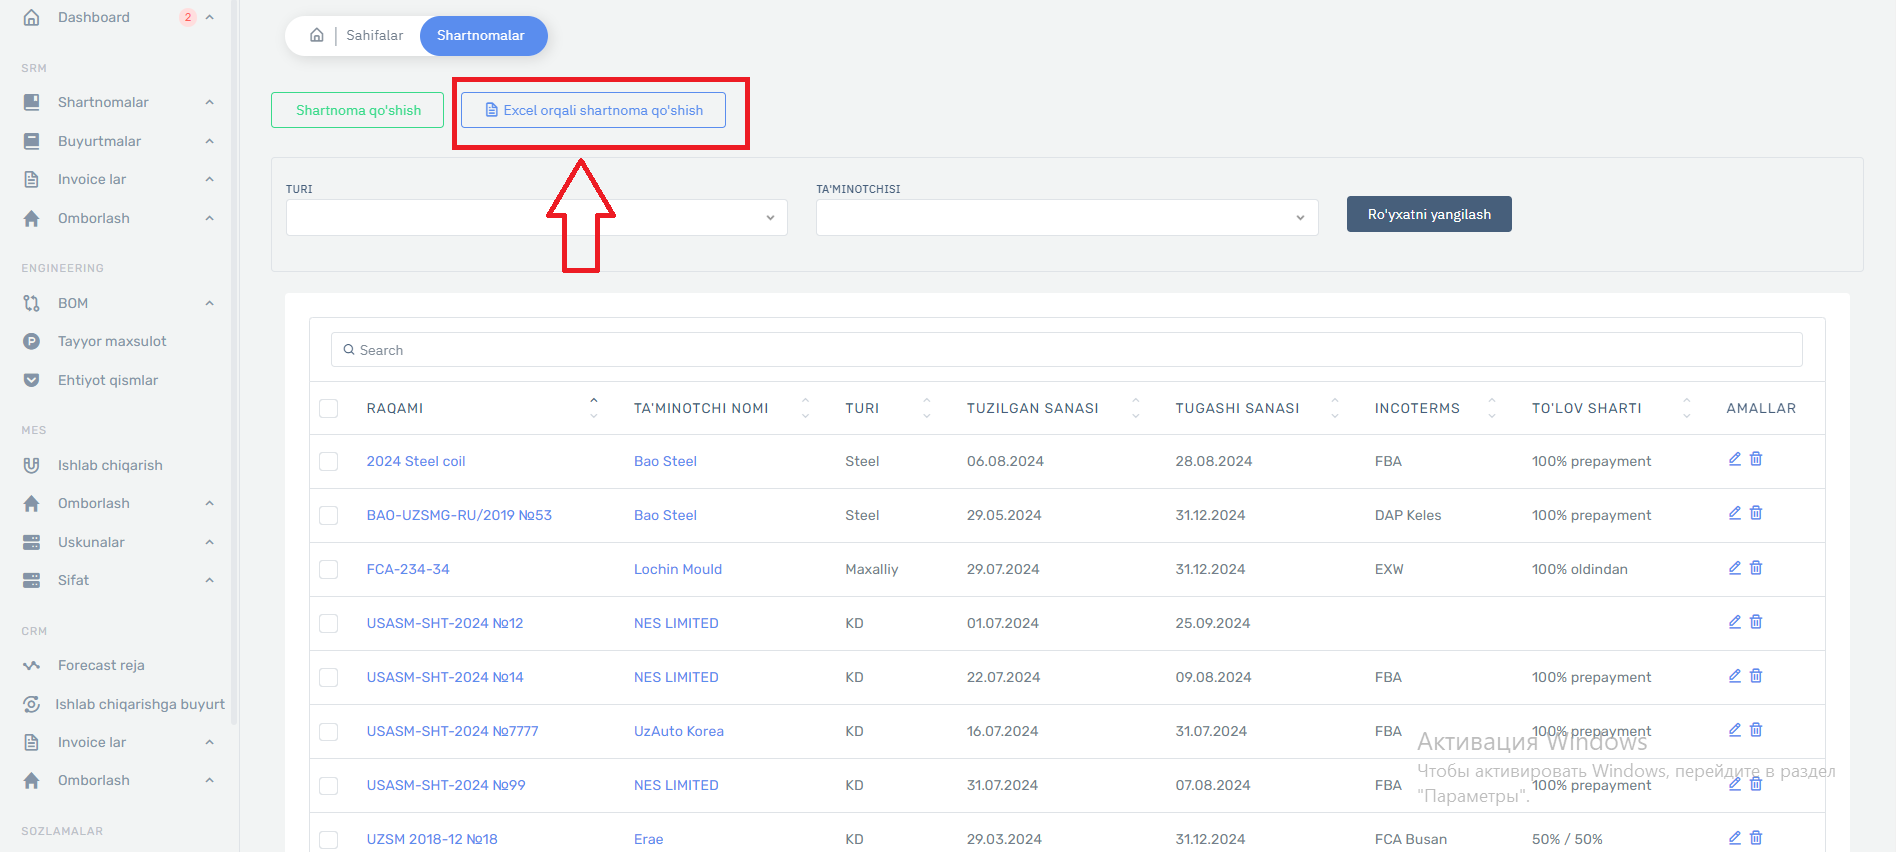 Dashboard 2
SRM
Shartnomalar
Buyurtmalar
Invoice lar
Omborlash
ENGINEERING
BOM
Tayyor maxsulot
Ehtiyot qismlar
MES
Ishlab chiqarish
Omborlash
Uskunalar
Sifat
CRM
Forecast reja
Ishlab chiqarishga buyurt
Invoice lar
Omborlash
SOZLAMALAR
Sahifalar Shartnomalar
Shartnoma qo'shish Excel orqali shartnoma qo'shish
TURI TA'MINOTCHISI
Ro'yxatni yangilash
Search
RAQAMI TA'MINOTCHI NOMI TURI TUZILGAN SANASI TUGASHI SANASI INCOTERMS TO'LOV SHARTI AMALLAR
2024 Steel coil Bao Steel Steel 06.08.2024 28.08.2024 FBA 100% prepayment
BAO-UZSMG-RU/2019 №53 Bao Steel Steel 29.05.2024 31.12.2024 DAP Keles 100% prepayment
FCA-234-34 Lochin Mould Maxalliy 29.07.2024 31.12.2024 EXW 100% oldindan
USASM-SHT-2024 №12 NES LIMITED KD 01.07.2024 25.09.2024
USASM-SHT-2024 №14 NES LIMITED KD 22.07.2024 09.08.2024 FBA 100% prepayment
USASM-SHT-2024 №7777 UzAuto Korea KD 16.07.2024 31.07.2024 FBA 100% prepayment
USASM-SHT-2024 №99 NES LIMITED KD 31.07.2024 07.08.2024 FBA 100% prepayment
UZSM 2018-12 №18 Erae KD 29.03.2024 31.12.2024 FCA Busan 50% / 50%
Активация Windows
Чтобы активировать Windows, перейдите в раздел
"Параметры".